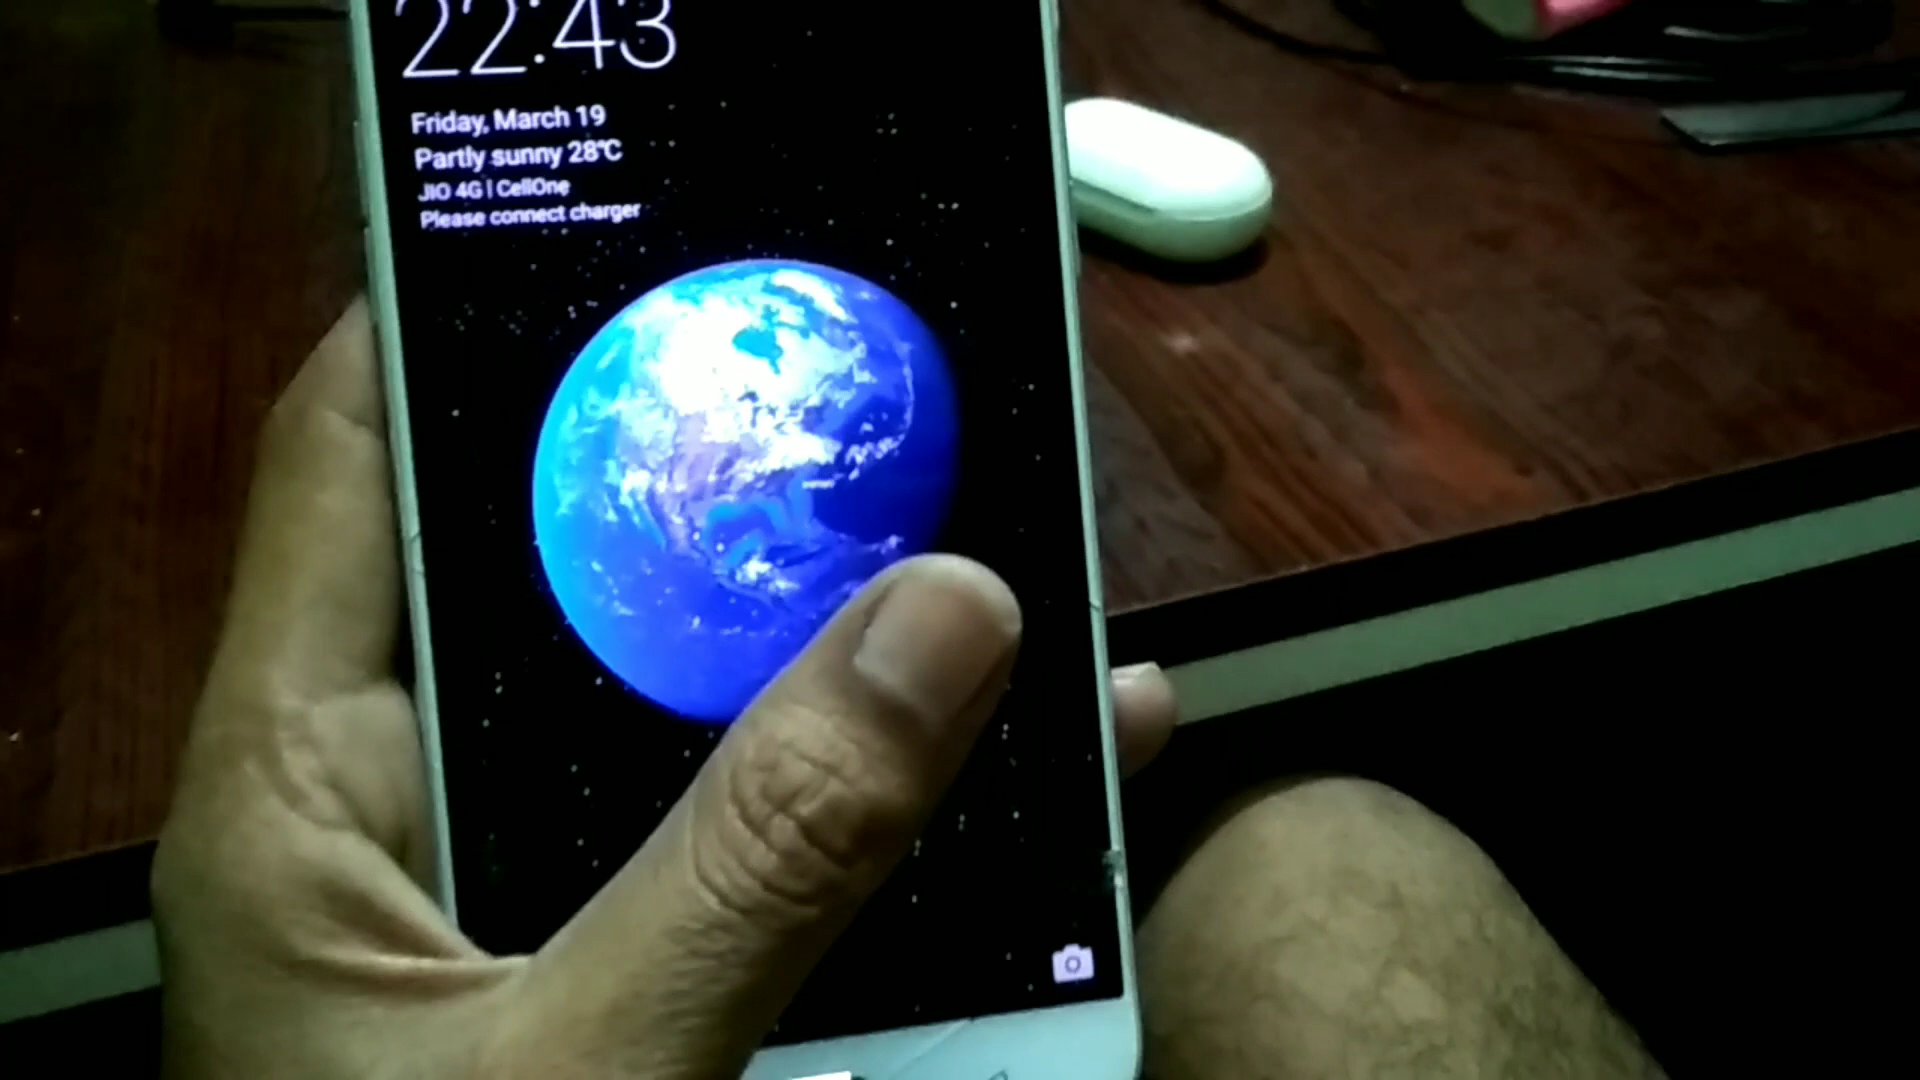 22:43
Friday, March 19
Partly sunny 28°C
JIO 4G | CellOne
Please connect charger